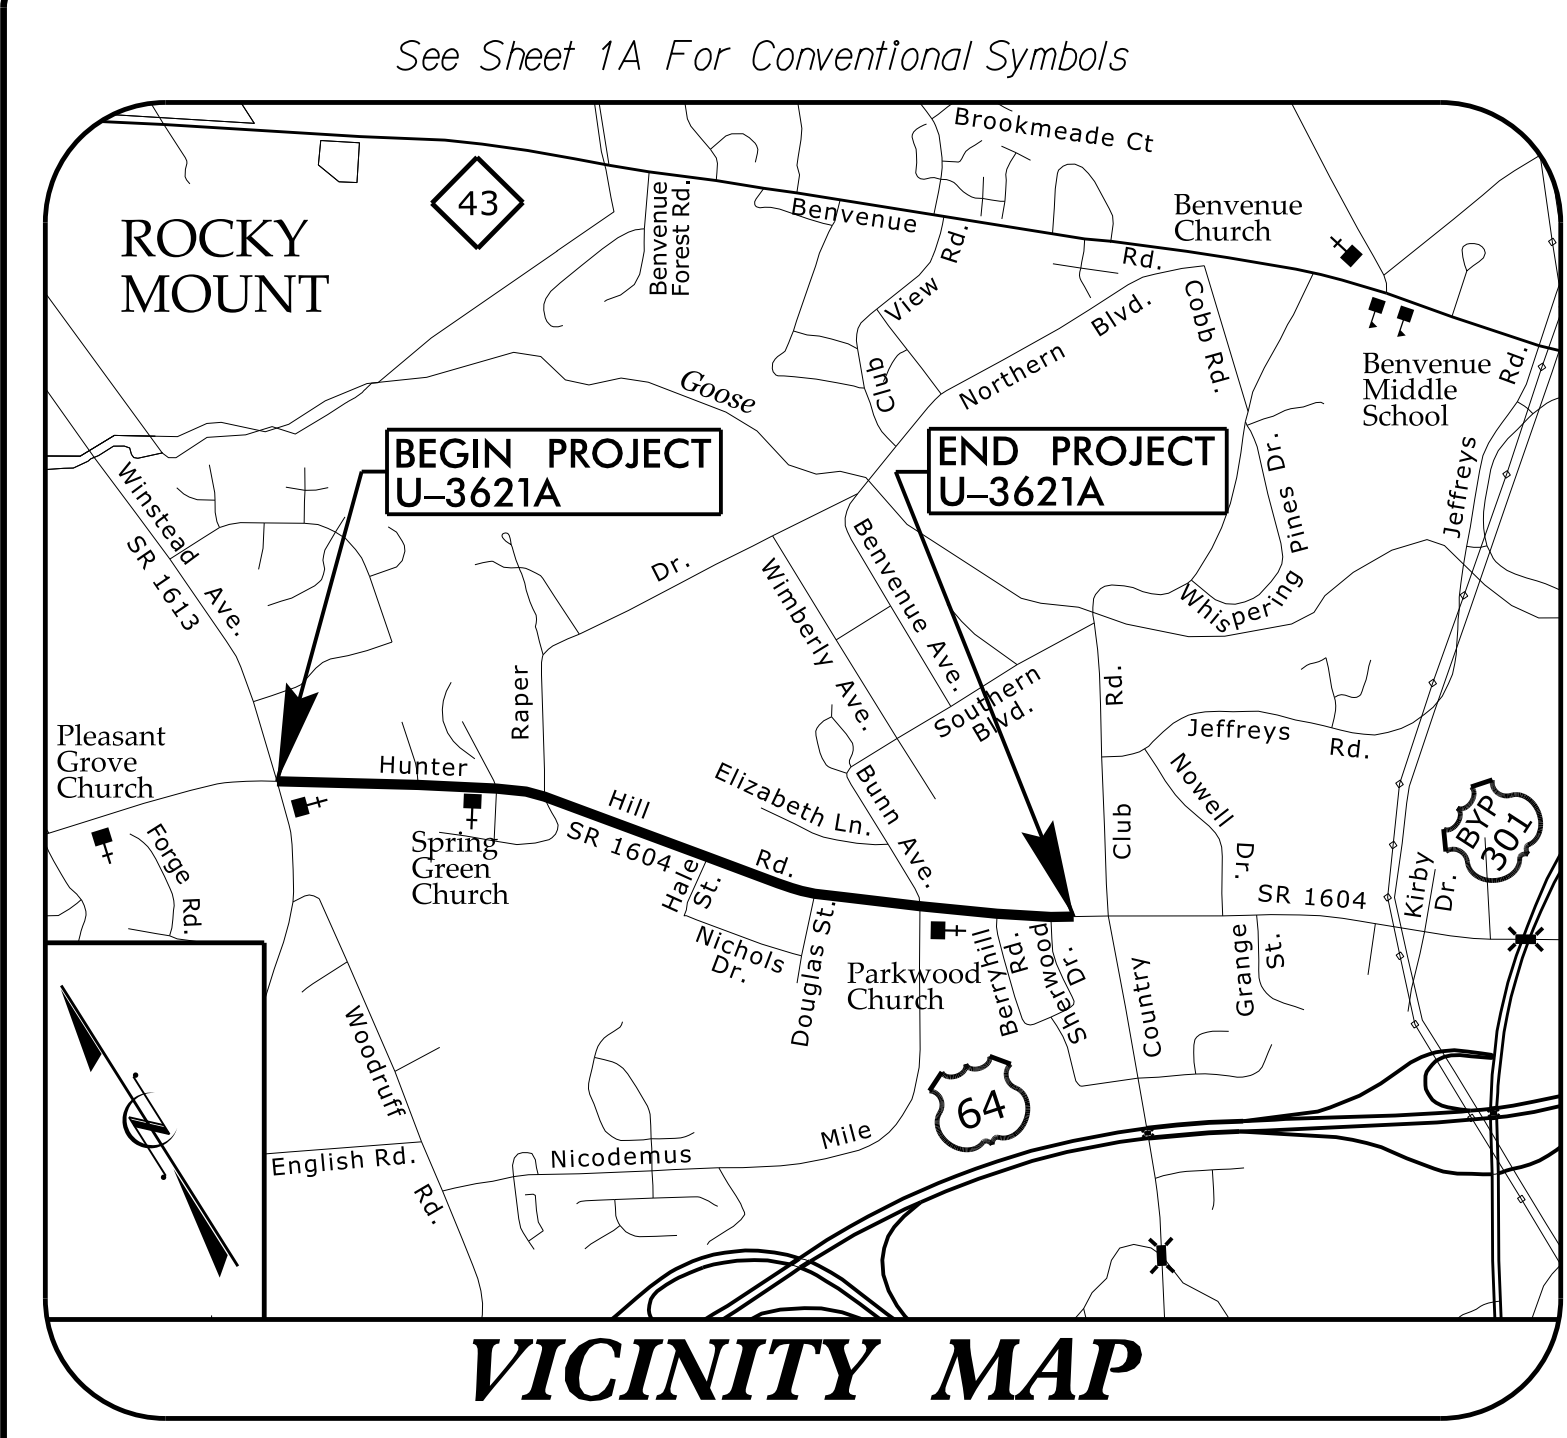 See Sheet 1A For Conventional Symbols
Brookmeade Ct
43
ROCKY
MOUNT
Benvenue
Forest Rd.
Benvenue
Rd.
Benvenue
Church
View
Rd.
Club
Northern
Blvd.
Cobb Rd.
Benvenue
Middle
School
Rd.
Jeffreys
Goose
BEGIN PROJECT
U–3621A
END PROJECT
U–3621A
Winstead
Ave.
SR 1613
Dr.
Raper
Wimberly
Ave.
Benvenue
Ave.
Pines Dr.
Whispering
Southern
Blvd.
Rd.
Club
Country
Jeffreys
Rd.
Nowell
Dr.
Pleasant
Grove
Church
Hunter
Hill
Rd.
SR 1604
Elizabeth Ln.
Bunn
Ave.
BYP
301
Forge
Rd.
Spring
Green
Church
Hale
St.
Nichols
Dr.
Douglas St.
Parkwood
Church
Berryhill
Rd.
Sherwood
Dr.
SR 1604
Grange
St.
Kirby
Dr.
Woodruff
Rd.
English Rd.
Nicodemus
Mile
64
VICINITY MAP